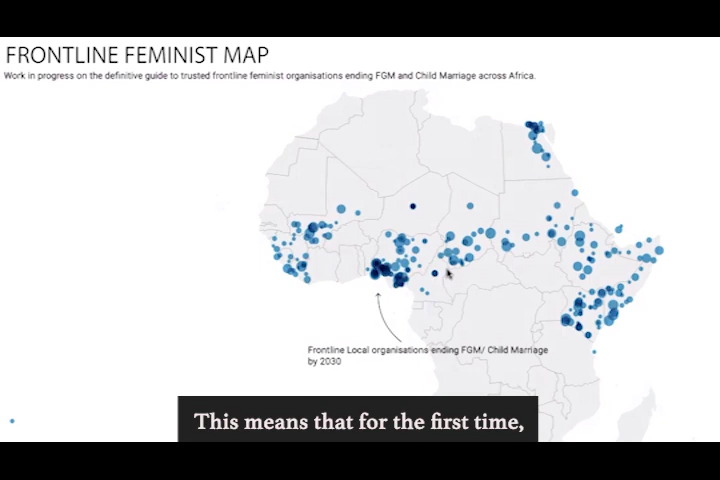 FRONTLINE FEMINIST MAP
Work in progress on the definitive guide to trusted frontline feminist organisations ending FGM and Child Marriage across Africa.
Frontline Local organisations ending FGM/ Child Marriage
by 2030
This means that for the first time,